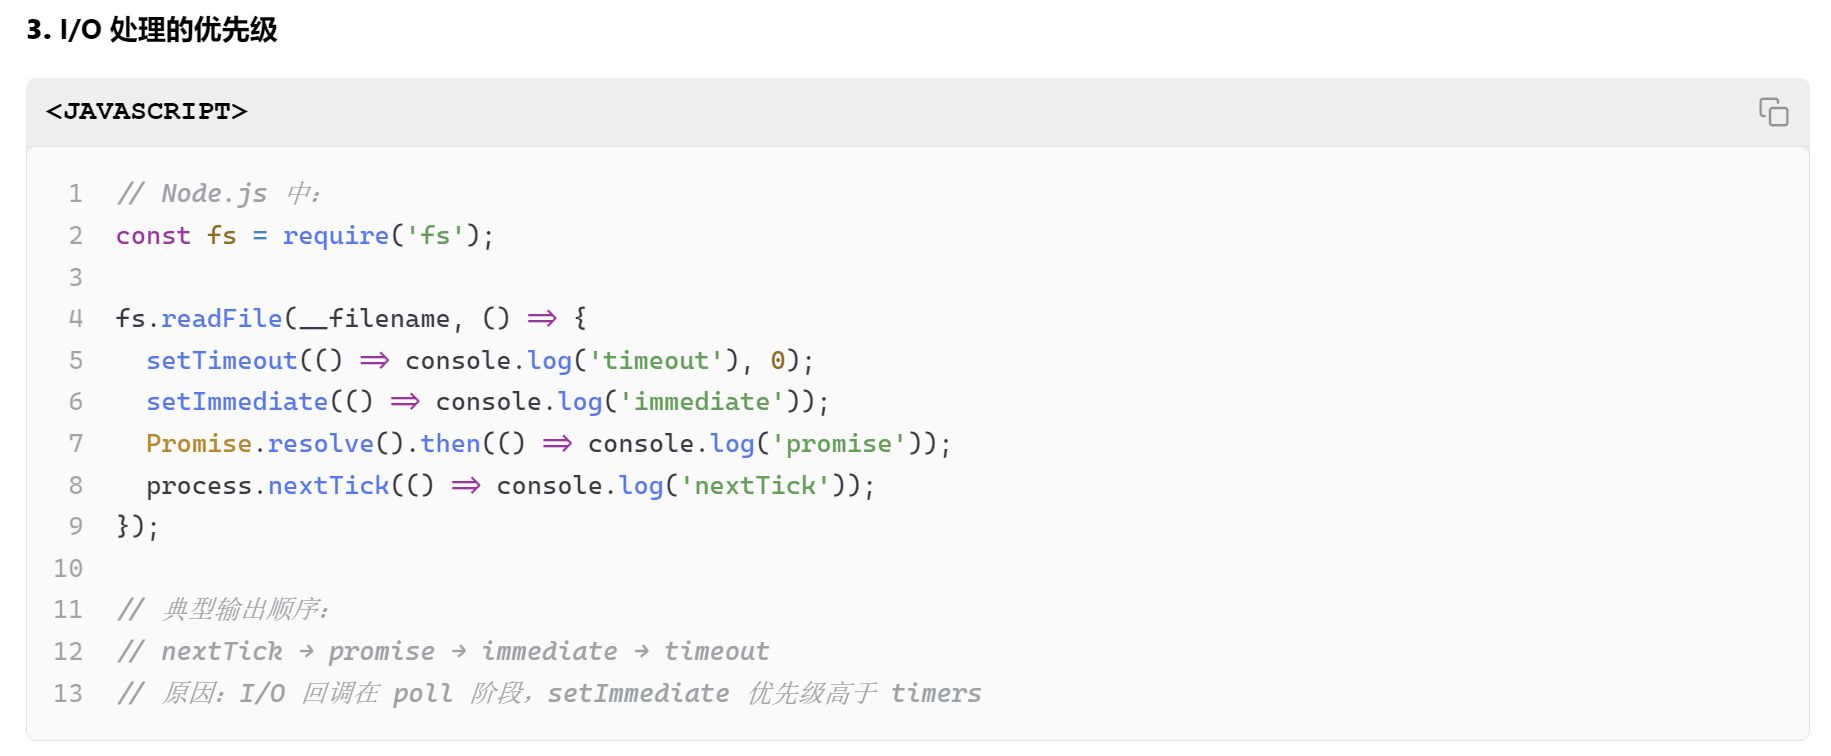 3. I/O 处理的优先级
<JAVASCRIPT>
1 // Node.js 中：
2 const fs = require('fs');
3
4 fs.readFile(__filename, () => {
5   setTimeout(() => console.log('timeout'), 0);
6   setImmediate(() => console.log('immediate'));
7   Promise.resolve().then(() => console.log('promise'));
8   process.nextTick(() => console.log('nextTick'));
9 });
10
11 // 典型输出顺序：
12 // nextTick → promise → immediate → timeout
13 // 原因：I/O 回调在 poll 阶段，setImmediate 优先级高于 timers